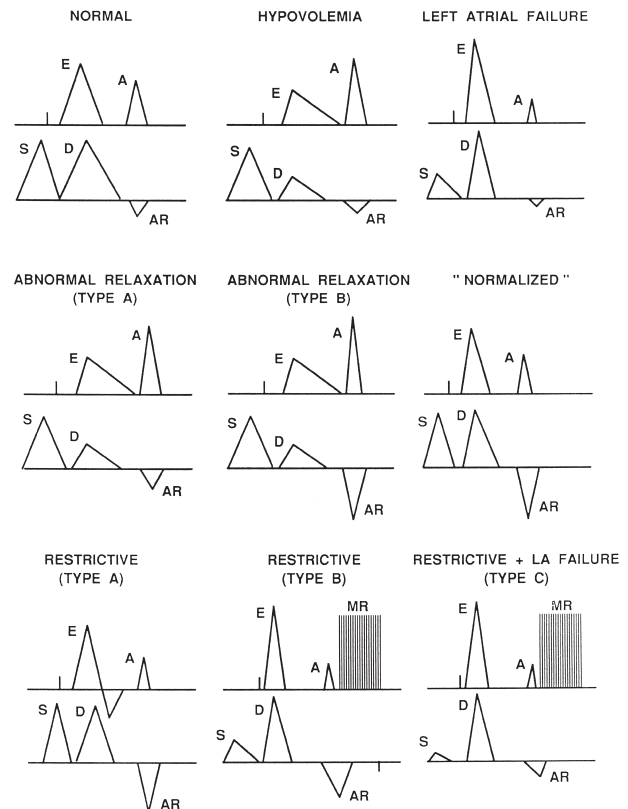 NORMAL
E
A
S
D
AR
HYPOVOLEMIA
E
A
S
D
AR
LEFT ATRIAL FAILURE
E
A
S
D
AR
ABNORMAL RELAXATION
(TYPE A)
E
A
S
D
AR
ABNORMAL RELAXATION
(TYPE B)
E
A
S
D
AR
" NORMALIZED "
E
A
S
D
AR
RESTRICTIVE
(TYPE A)
E
A
S
D
AR
RESTRICTIVE
(TYPE B)
MR
E
A
D
S
AR
RESTRICTIVE + LA FAILURE
(TYPE C)
MR
E
A
D
S
AR